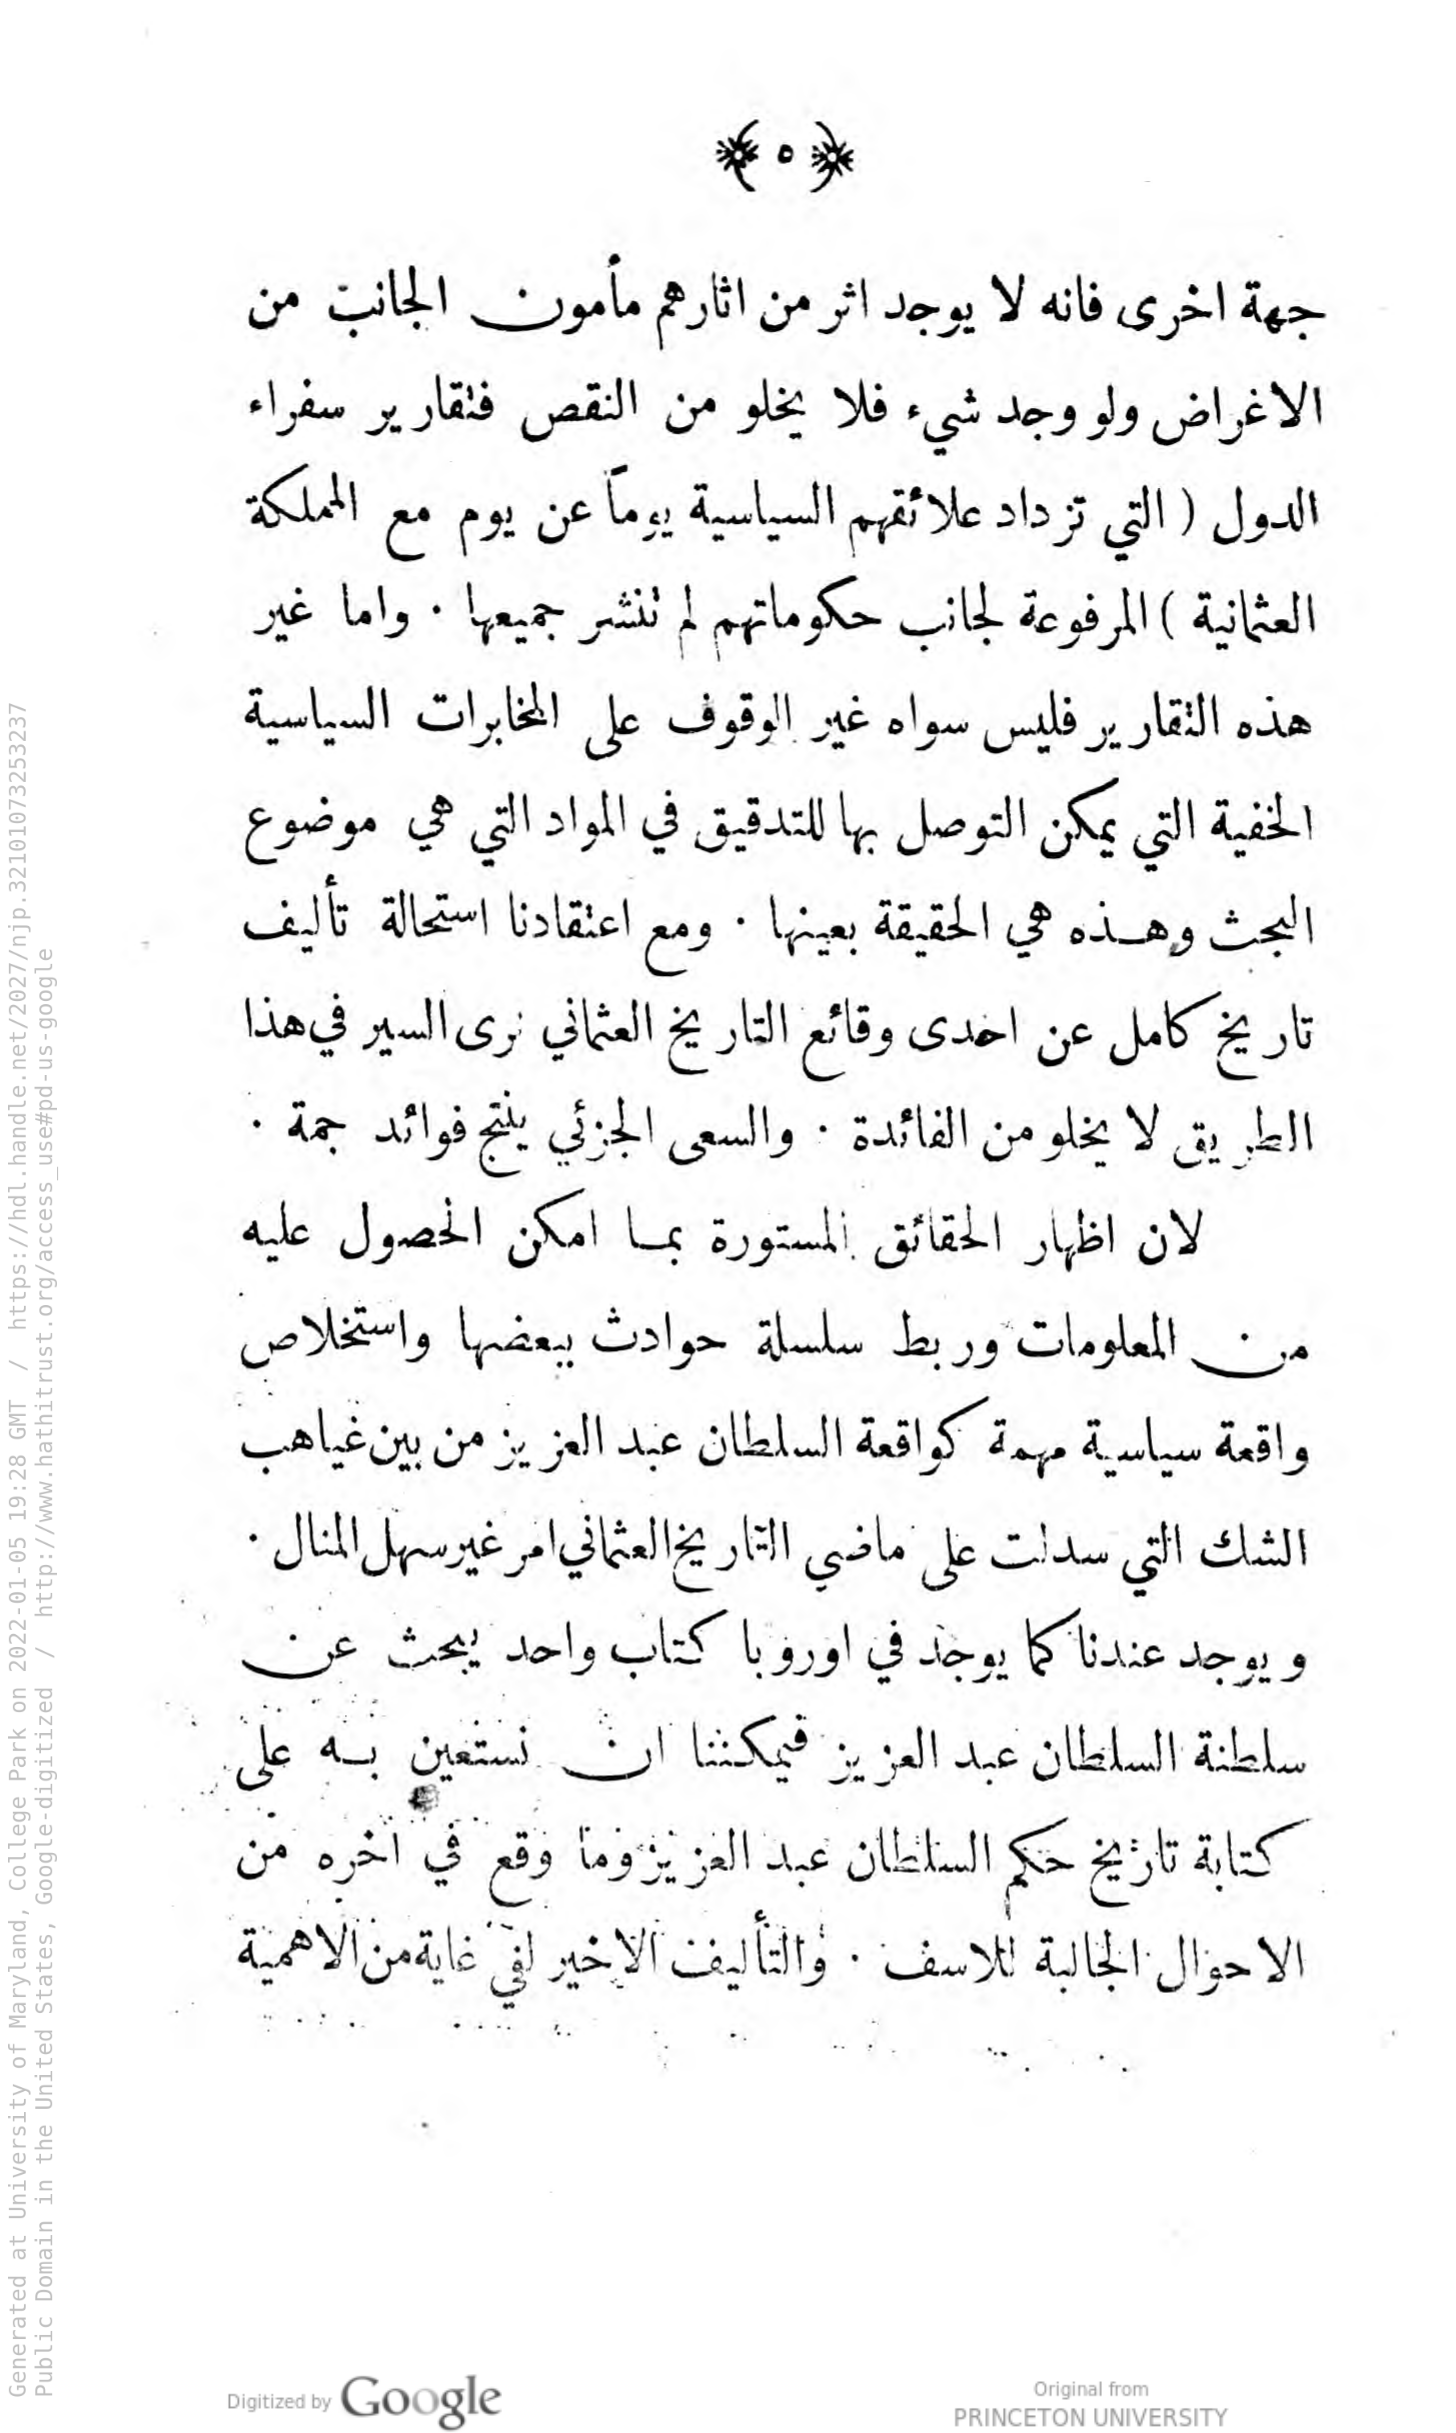 ﴿ ٥ ﴾
جهة اخرى فانه لا يوجد اثر من اثارهم مأمون الجانب من
الاغراض ولو وجد شيء فلا يخلو من النقص فتقارير سفراء
الدول ( التي تزداد علائقهم السياسية يوماً عن يوم مع المملكة
العثمانية ) المرفوعة لجانب حكوماتهم لم تنشر جميعها ٠ واما غير
هذه التقارير فليس سواه غير الوقوف على المخابرات السياسية
الخفية التي يمكن التوصل بها للتدقيق في المواد التي هي موضوع
البحث وهذه هي الحقيقة بعينها ٠ ومع اعتقادنا استحالة تأليف
تاريخ كامل عن احدى وقائع التاريخ العثماني نرى السير في هذا
الطريق لا يخلو من الفائدة ٠ والسعى الجزئي ينتج فوائد جمة ٠
لان اظهار الحقائق المستورة بما امكن الحصول عليه
من المعلومات وربط سلسلة حوادث ببعضها واستخلاص
واقعة سياسية مهمة كواقعة السلطان عبد العزيز من بين غياهب
الشك التي سدلت على ماضي التاريخ العثماني امر غير سهل المنال ٠
ويوجد عندنا كما يوجد في اوروبا كتاب واحد يبحث عن
سلطنة السلطان عبد العزيز فيمكننا ان نستعين به على
كتابة تاريخ حكم السلطان عبد العزيز وما وقع في اخره من
الاحوال الجالبة للاسف ٠ والتأليف الاخير لفي غاية من الاهمية
Generated at University of Maryland, College Park on 2022-01-05 19:28 GMT / https://hdl.handle.net/2027/njp.32101073253237
Public Domain in the United States, Google-digitized / http://www.hathitrust.org/access_use#pd-us-google
Digitized by Google
Original from
PRINCETON UNIVERSITY